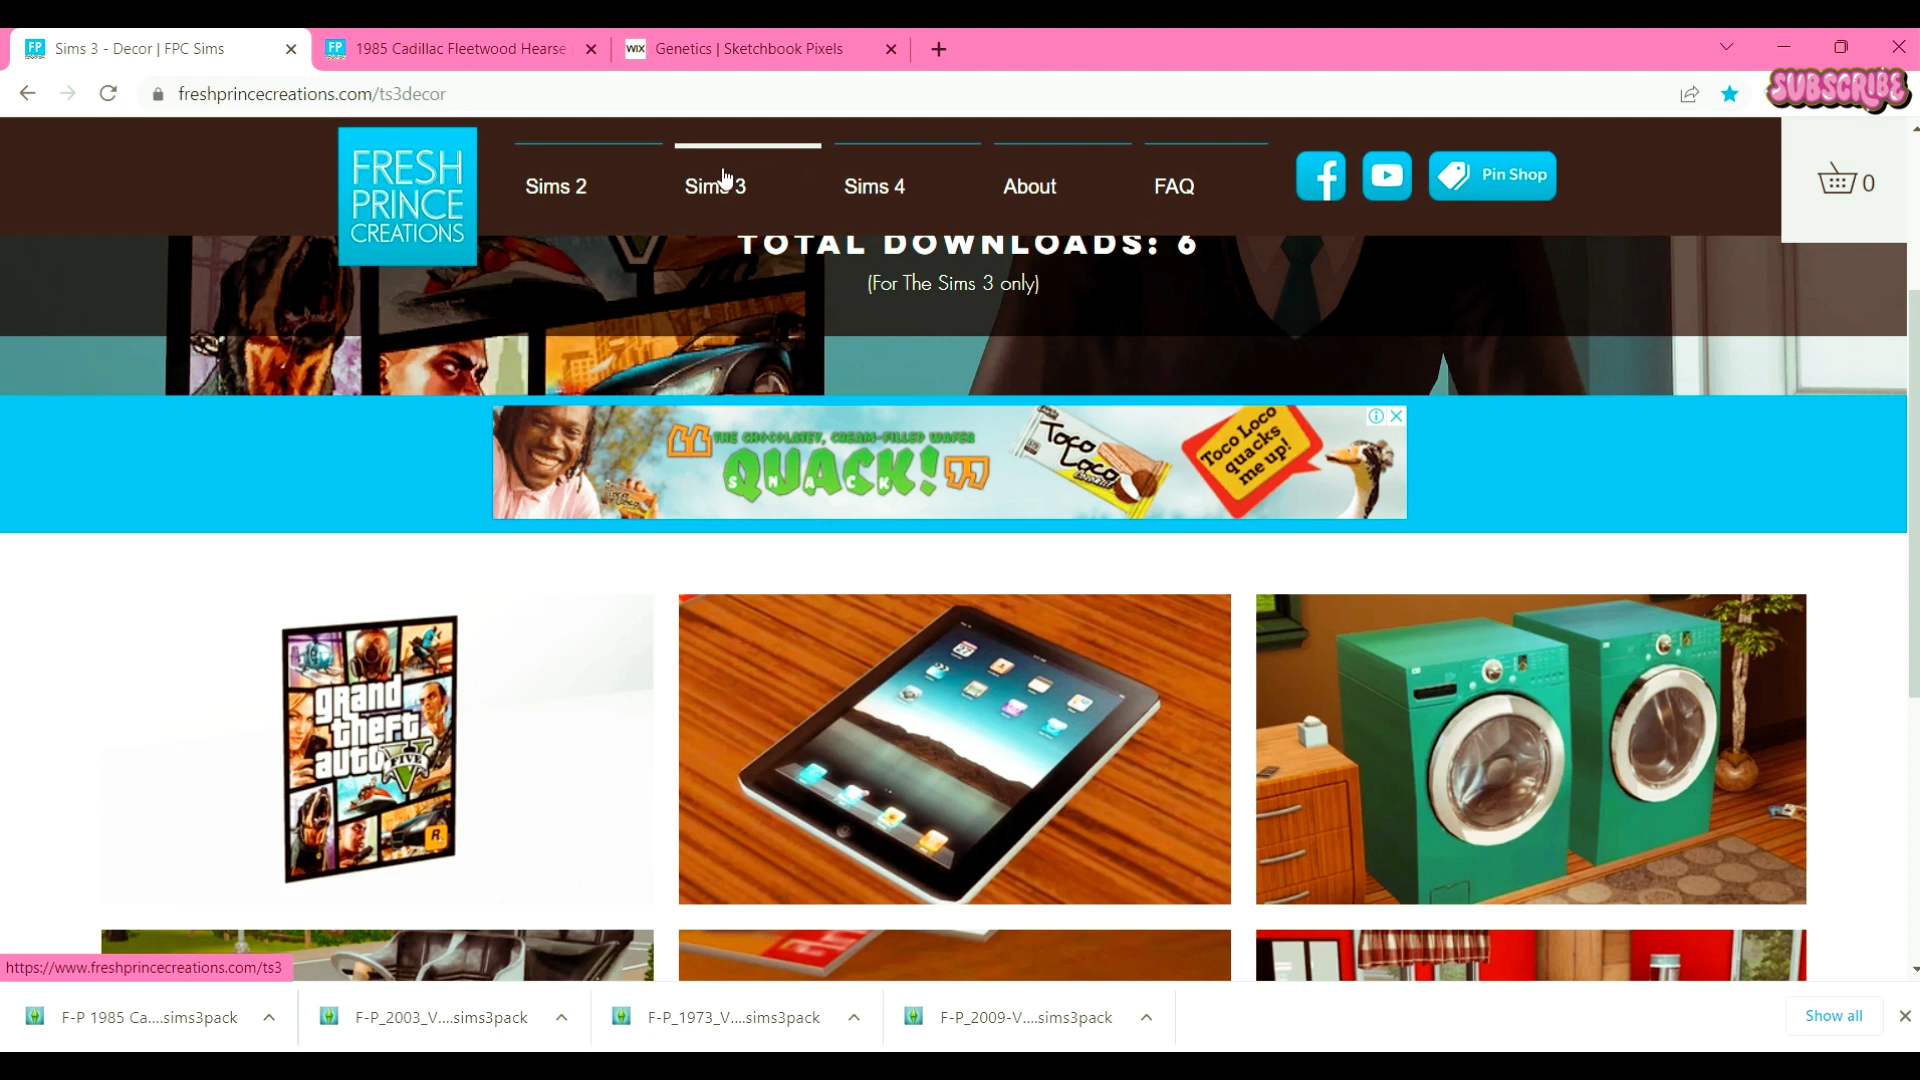 Sims 3 - Decor | FPC Sims
1985 Cadillac Fleetwood Hearse
WIX Genetics | Sketchbook Pixels
freshprincecreations.com/ts3decor
SUBSCRIBE
FRESH
PRINCE
CREATIONS
Sims 2
Sims 3
Sims 4
About
FAQ
Pin Shop
0
TOTAL DOWNLOADS: 6
(For The Sims 3 only)
THE CHOCOLATEY, CREAM-FILLED WAFER
QUACK!
SNACK
Toco
Loco
Toco Loco
quacks
me up!
grand
theft
auto
V
FIVE
R
https://www.freshprincecreations.com/ts3
F-P 1985 Ca....sims3pack
F-P_2003_V....sims3pack
F-P_1973_V....sims3pack
F-P_2009-V....sims3pack
Show all